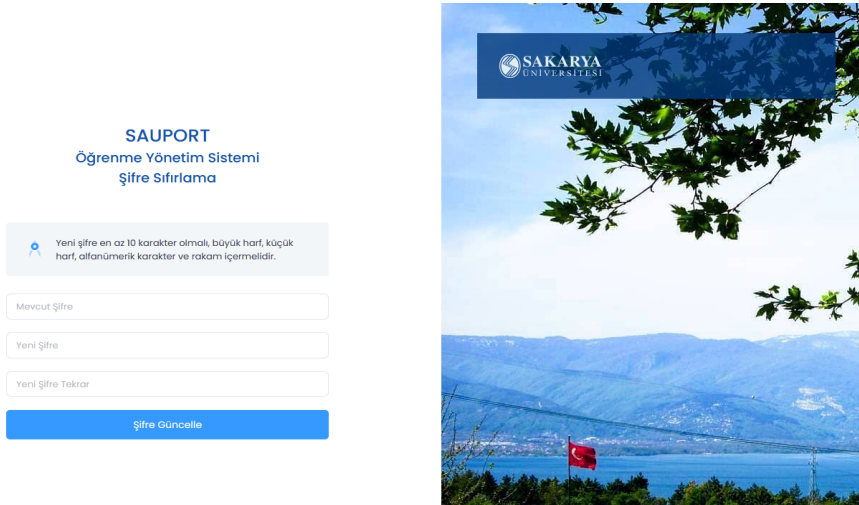 SAUPORT
Öğrenme Yönetim Sistemi
Şifre Sıfırlama
Yeni şifre en az 10 karakter olmalı, büyük harf, küçük
harf, alfanümerik karakter ve rakam içermelidir.
Mevcut Şifre
Yeni Şifre
Yeni Şifre Tekrar
Şifre Güncelle
SAKARYA
ÜNİVERSİTESİ